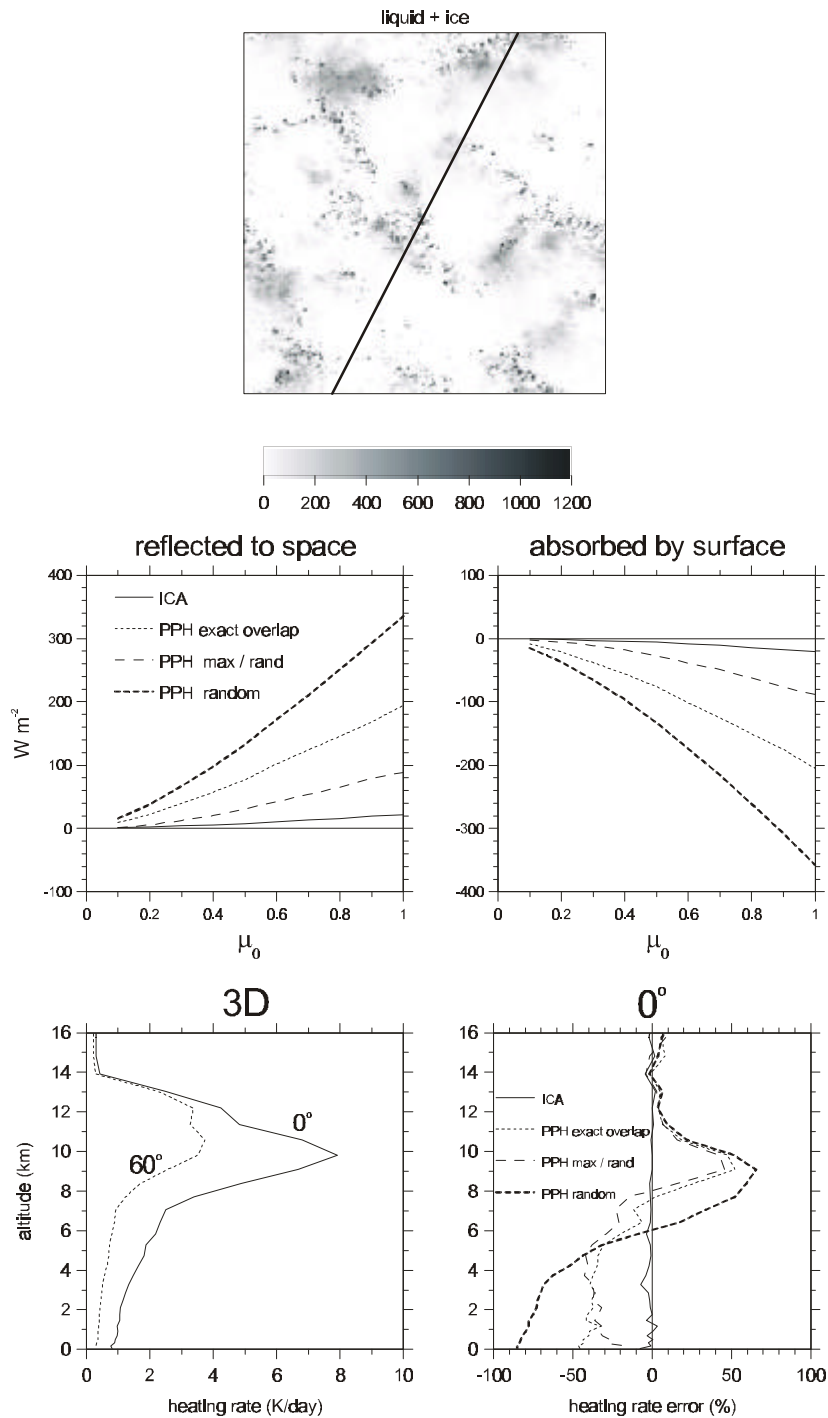 liquid + ice
0 200 400 600 800 1000 1200
reflected to space
400
300
200
100
0
-100
W m-2
ICA
PPH exact overlap
PPH max / rand
PPH random
0 0.2 0.4 0.6 0.8 1
μ0
absorbed by surface
100
0
-100
-200
-300
-400
0 0.2 0.4 0.6 0.8 1
μ0
3D
16
14
12
10
8
6
4
2
0
altitude (km)
0°
60°
0 2 4 6 8 10
heating rate (K/day)
0°
16
14
12
10
8
6
4
2
0
ICA
PPH exact overlap
PPH max / rand
PPH random
-100 -50 0 50 100
heating rate error (%)